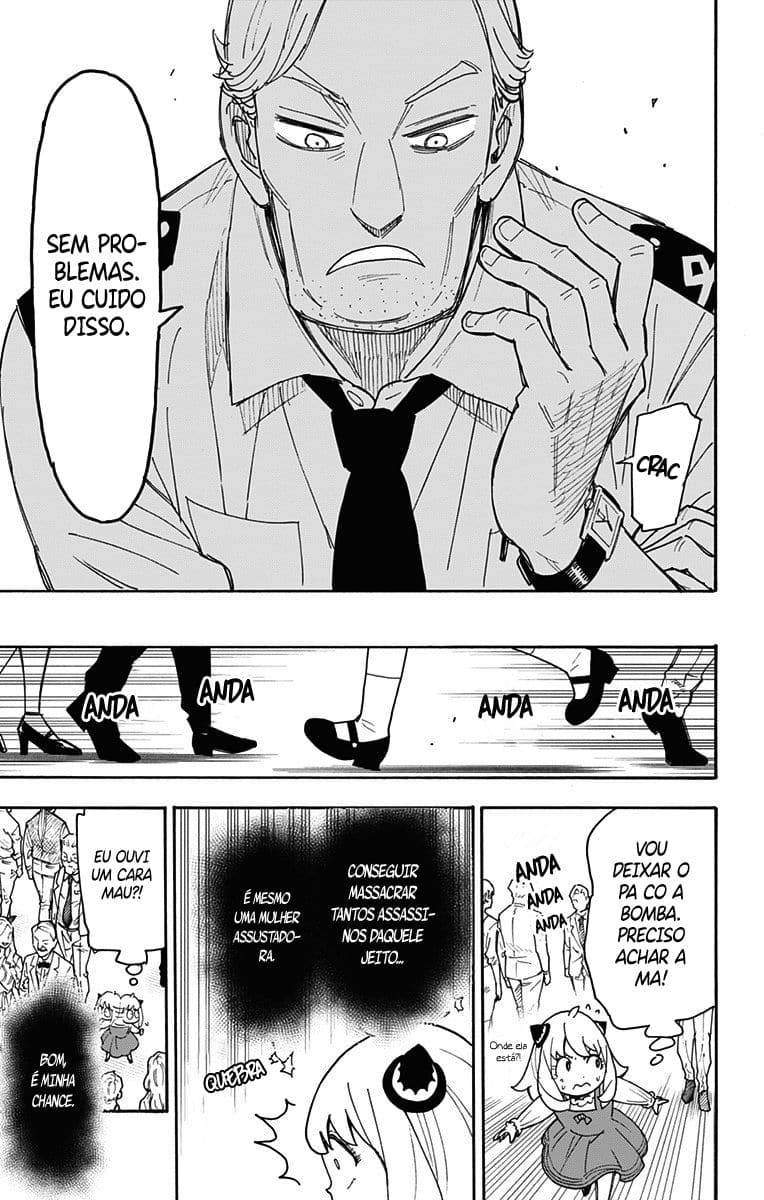 SEM PRO-
BLEMAS.
EU CUIDO
DISSO.
9
CRAC
ANDA
ANDA
ANDA
ANDA
VOU
DEIXAR O
PA CO A
BOMBA.
PRECISO
ACHAR A
MA!
ANDA
ANDA
ANDA
Onde ela
está?!
CONSEGUIR
MASSACRAR
TANTOS ASSASSI-
NOS DAQUELE
JEITO...
É MESMO
UMA MULHER
ASSUSTADO-
RA.
QUEBRA
EU OUVI
UM CARA
MAU?!
BOM,
É MINHA
CHANCE.